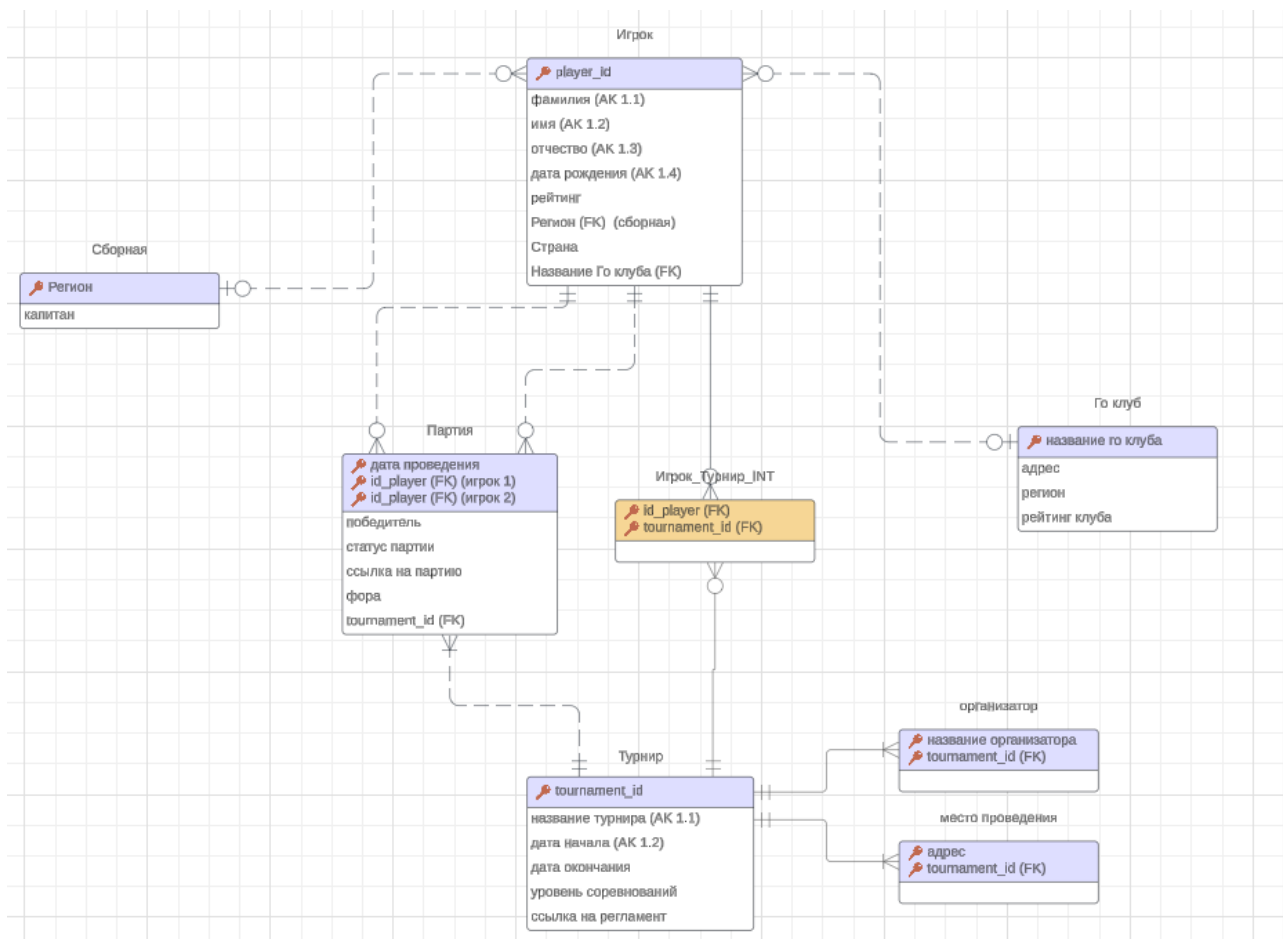 Игрок
player_id
фамилия (АК 1.1)
имя (АК 1.2)
отчество (АК 1.3)
дата рождения (АК 1.4)
рейтинг
Регион (FK) (сборная)
Страна
Название Го клуба (FK)
Сборная
Регион
капитан
Го клуб
название го клуба
адрес
регион
рейтинг клуба
Партия
дата проведения
id_player (FK) (игрок 1)
id_player (FK) (игрок 2)
победитель
статус партии
ссылка на партию
фора
tournament_id (FK)
Игрок_Турнир_INT
id_player (FK)
tournament_id (FK)
Турнир
tournament_id
название турнира (АК 1.1)
дата начала (АК 1.2)
дата окончания
уровень соревнований
ссылка на регламент
организатор
название организатора
tournament_id (FK)
место проведения
адрес
tournament_id (FK)